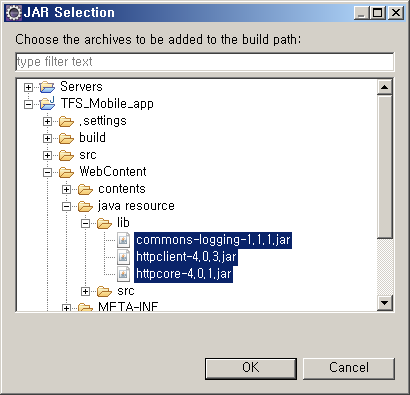 JAR Selection
Choose the archives to be added to the build path:
type filter text
Servers
TFS_Mobile_app
.settings
build
src
WebContent
contents
java resource
lib
commons-logging-1.1.1.jar
httpclient-4.0.3.jar
httpcore-4.0.1.jar
src
META-INF
OK
Cancel